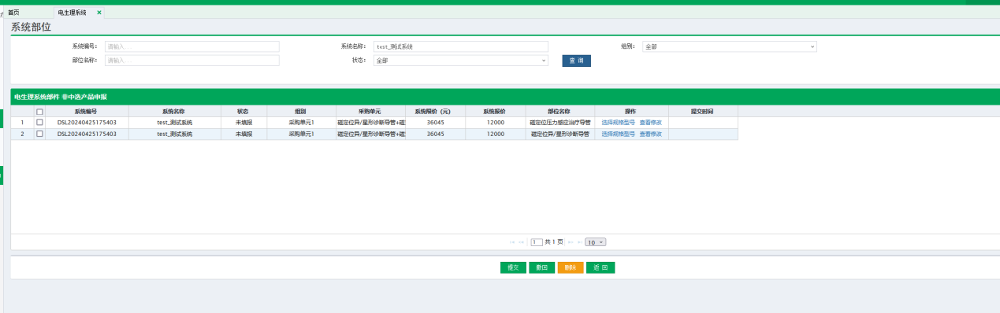 首页 电生理系统 ×
系统部位
系统编号： 请输入... 系统名称： test_测试系统 组别： 全部
部位名称： 请输入... 状态： 全部 查 询
电生理系统部件 非中选产品申报
系统编号 系统名称 状态 组别 采购单元 系统限价（元） 系统报价 部位名称 操作 提交时间
1 DSL20240425175403 test_测试系统 未填报 采购单元1 磁定位异/星形诊断导管+磁 36045 12000 磁定位压力感应治疗导管 选择规格型号 查看修改
2 DSL20240425175403 test_测试系统 未填报 采购单元1 磁定位异/星形诊断导管+磁 36045 12000 磁定位异/星形诊断导管 选择规格型号 查看修改
1 共 1 页 10
提交 撤回 删除 返 回